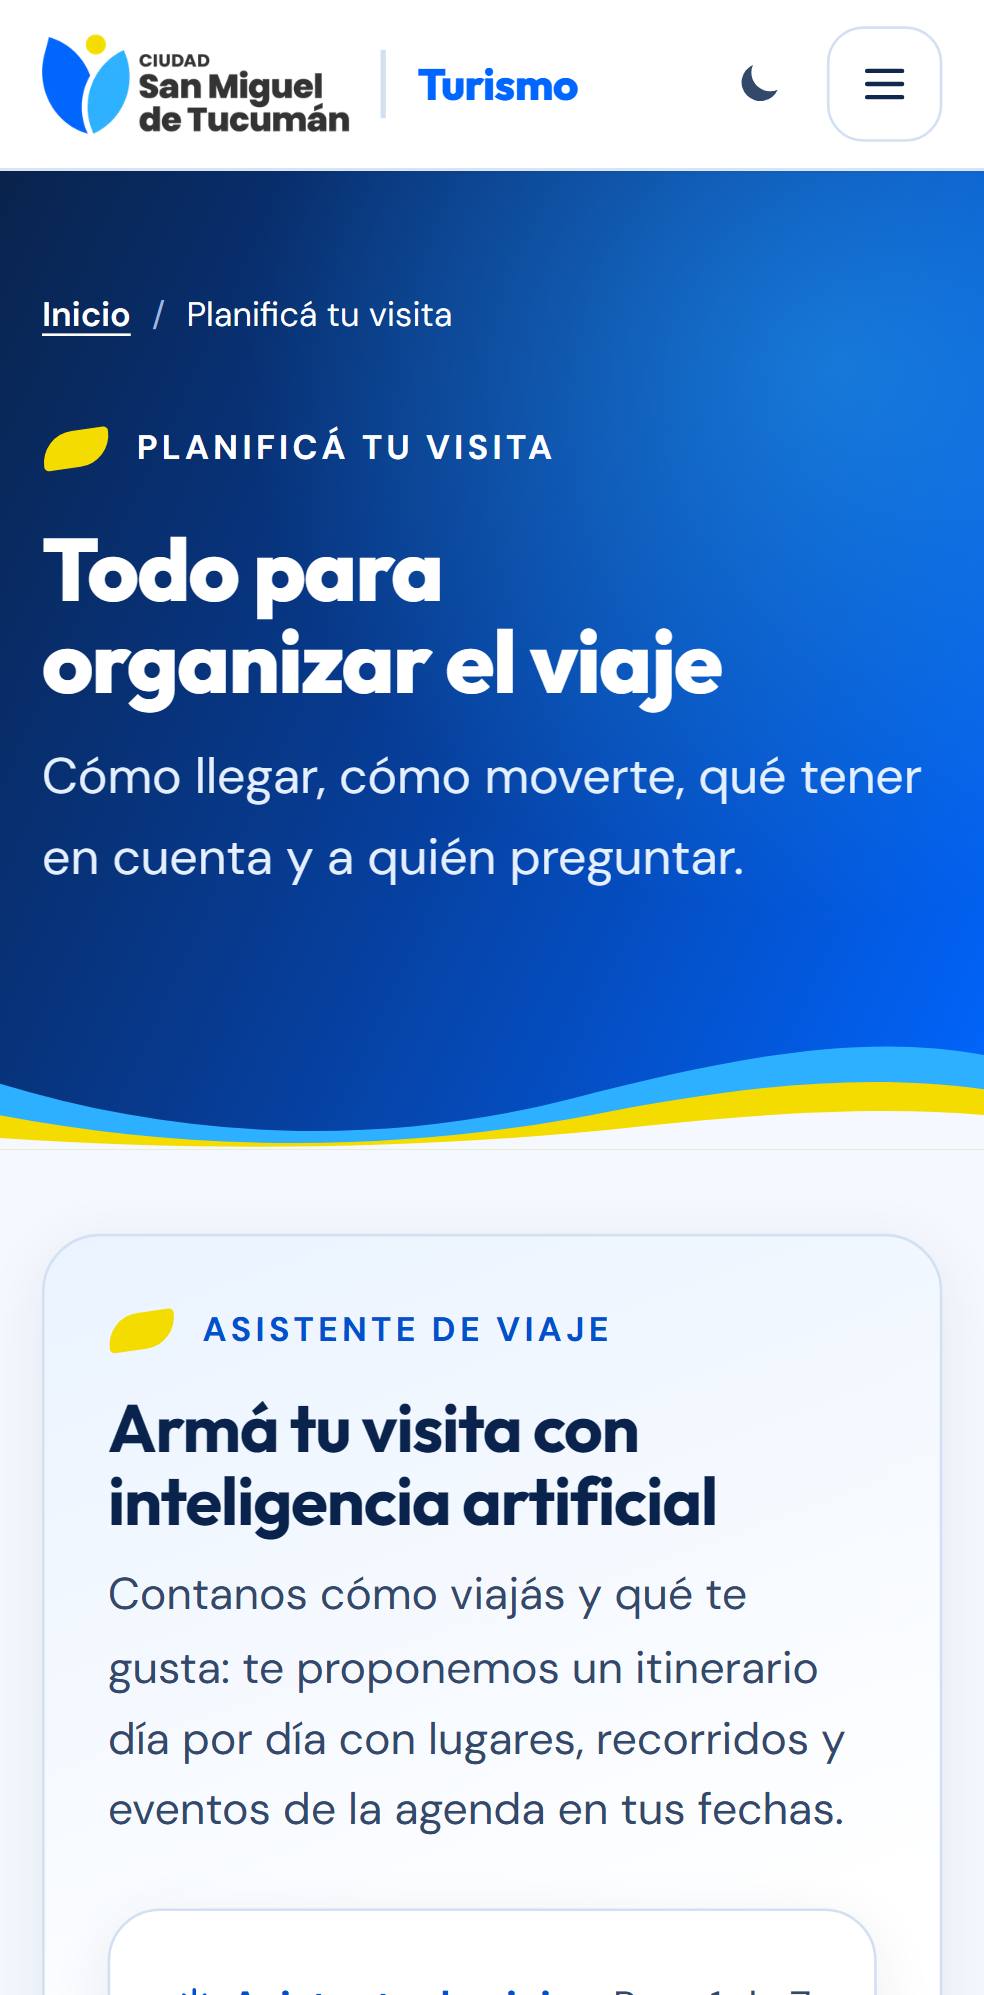 CIUDAD
San Miguel
de Tucumán
Turismo
Inicio / Planificá tu visita
PLANIFICÁ TU VISITA
Todo para
organizar el viaje
Cómo llegar, cómo moverte, qué tener
en cuenta y a quién preguntar.
ASISTENTE DE VIAJE
Armá tu visita con
inteligencia artificial
Contanos cómo viajás y qué te
gusta: te proponemos un itinerario
día por día con lugares, recorridos y
eventos de la agenda en tus fechas.